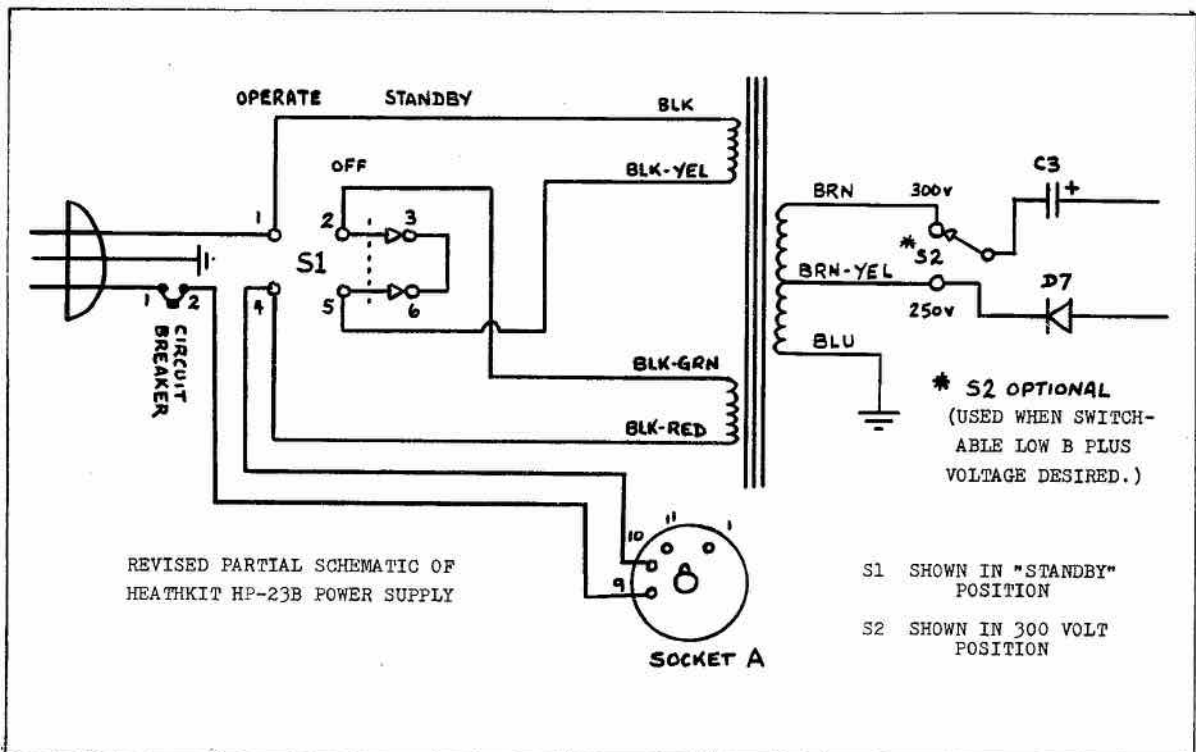 OPERATE STANDBY
OFF
BLK
BLK-YEL
1
2
3
S1
4
5
6
1 2
CIRCUIT
BREAKER
BLK-GRN
BLK-RED
BRN
300v
* S2
BRN-YEL
250v
BLU
C3
+
D7
* S2 OPTIONAL
(USED WHEN SWITCH-
ABLE LOW B PLUS
VOLTAGE DESIRED.)
REVISED PARTIAL SCHEMATIC OF
HEATHKIT HP-23B POWER SUPPLY
10 11 1
9
SOCKET A
S1 SHOWN IN "STANDBY"
POSITION
S2 SHOWN IN 300 VOLT
POSITION